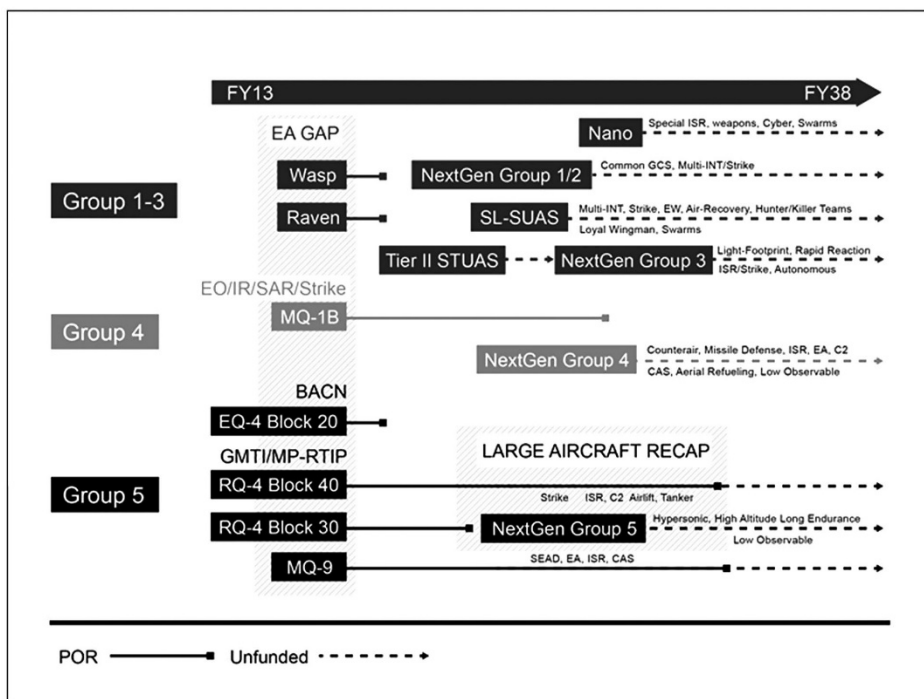 FY13 FY38
EA GAP
Nano
Special ISR, weapons, Cyber, Swarms
Group 1-3
Wasp
NextGen Group 1/2
Common GCS, Multi-INT/Strike
Raven
SL-SUAS
Multi-INT, Strike, EW, Air-Recovery, Hunter/Killer Teams
Loyal Wingman, Swarms
Tier II STUAS
NextGen Group 3
Light-Footprint, Rapid Reaction
ISR/Strike, Autonomous
EO/IR/SAR/Strike
Group 4
MQ-1B
NextGen Group 4
Counterair, Missile Defense, ISR, EA, C2
CAS, Aerial Refueling, Low Observable
BACN
EQ-4 Block 20
GMTI/MP-RTIP
LARGE AIRCRAFT RECAP
Group 5
RQ-4 Block 40
Strike ISR, C2 Airlift, Tanker
RQ-4 Block 30
NextGen Group 5
Hypersonic, High Altitude Long Endurance
Low Observable
MQ-9
SEAD, EA, ISR, CAS
POR Unfunded